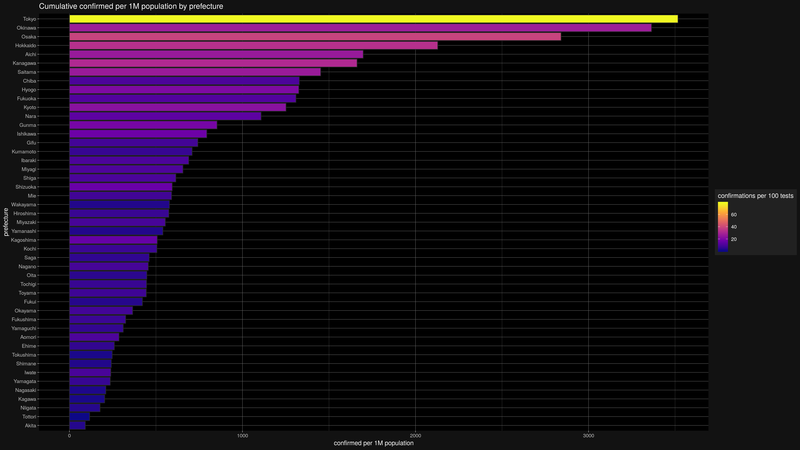 Cumulative confirmed per 1M population by prefecture
Tokyo
Okinawa
Osaka
Hokkaido
Aichi
Kanagawa
Saitama
Chiba
Hyogo
Fukuoka
Kyoto
Nara
Gunma
Ishikawa
Gifu
Kumamoto
Ibaraki
Miyagi
Shiga
Shizuoka
Mie
Wakayama
Hiroshima
Miyazaki
Yamanashi
Kagoshima
Kochi
Saga
Nagano
Oita
Tochigi
Toyama
Fukui
Okayama
Fukushima
Yamaguchi
Aomori
Ehime
Tokushima
Shimane
Iwate
Yamagata
Nagasaki
Kagawa
Niigata
Tottori
Akita
prefecture
0 1000 2000 3000
confirmed per 1M population
confirmations per 100 tests
60
40
20